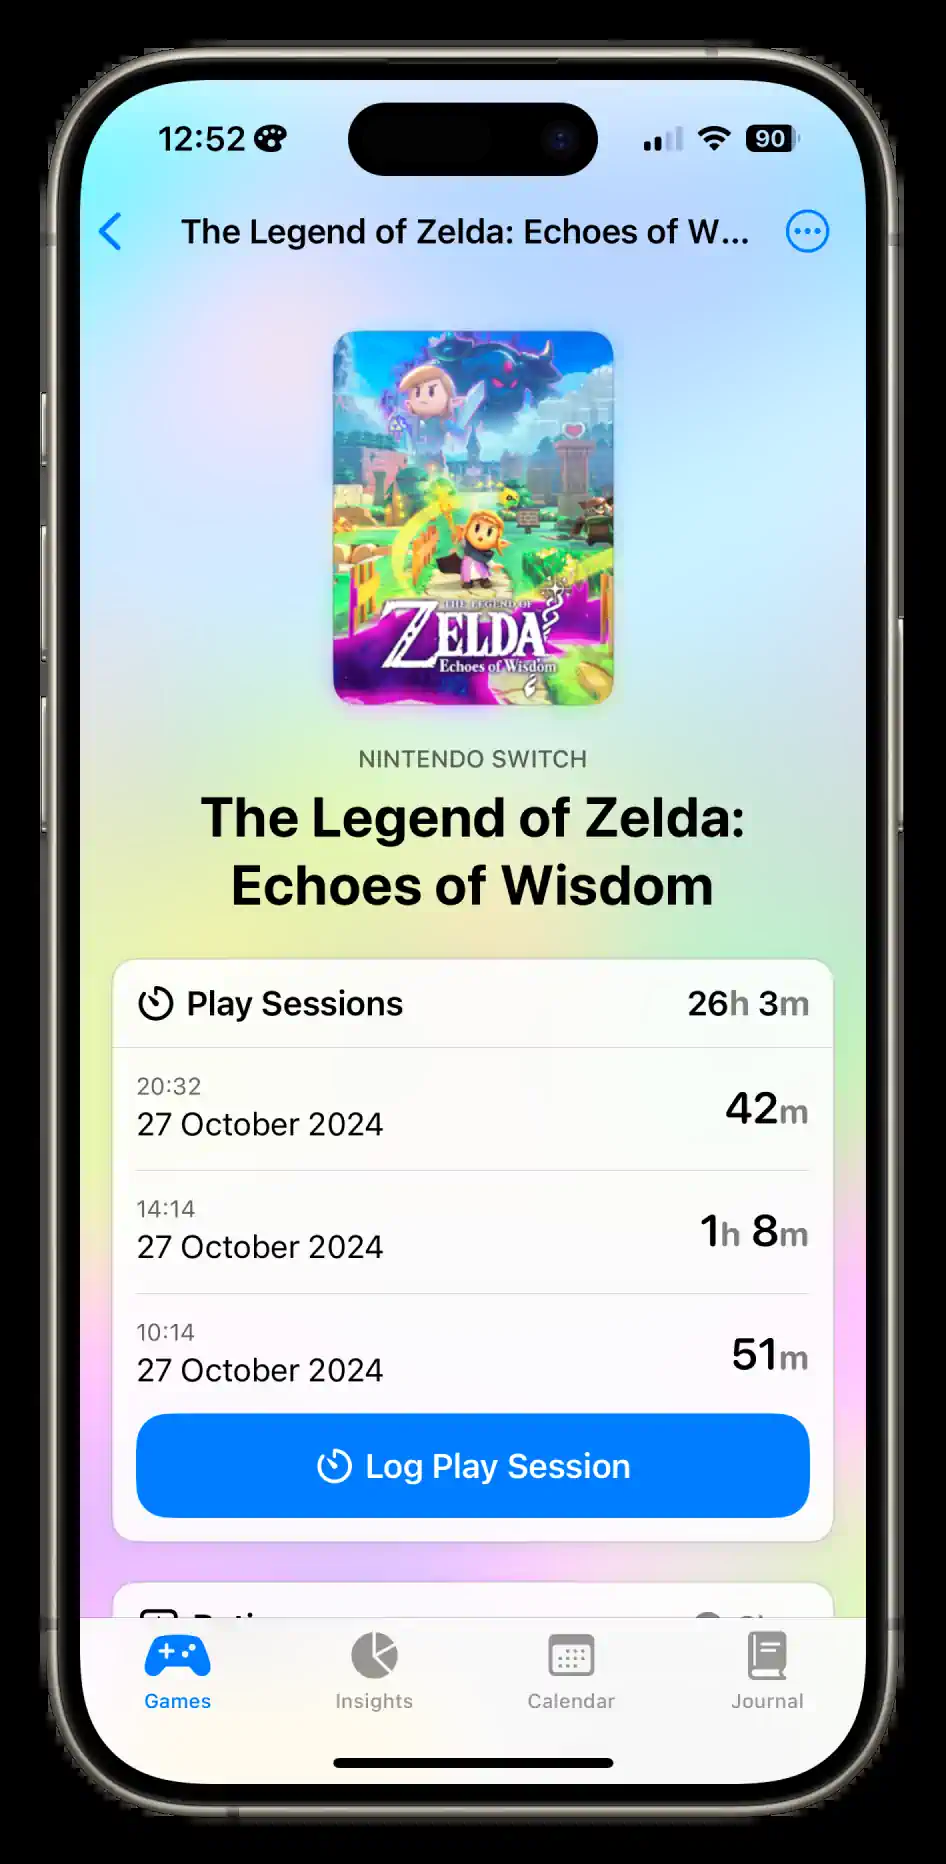 12:52
90
The Legend of Zelda: Echoes of W...
THE LEGEND OF
ZELDA
Echoes of Wisdom
NINTENDO SWITCH
The Legend of Zelda:
Echoes of Wisdom
Play Sessions 26h 3m
20:32
27 October 2024 42m
14:14
27 October 2024 1h 8m
10:14
27 October 2024 51m
Log Play Session
Games Insights Calendar Journal